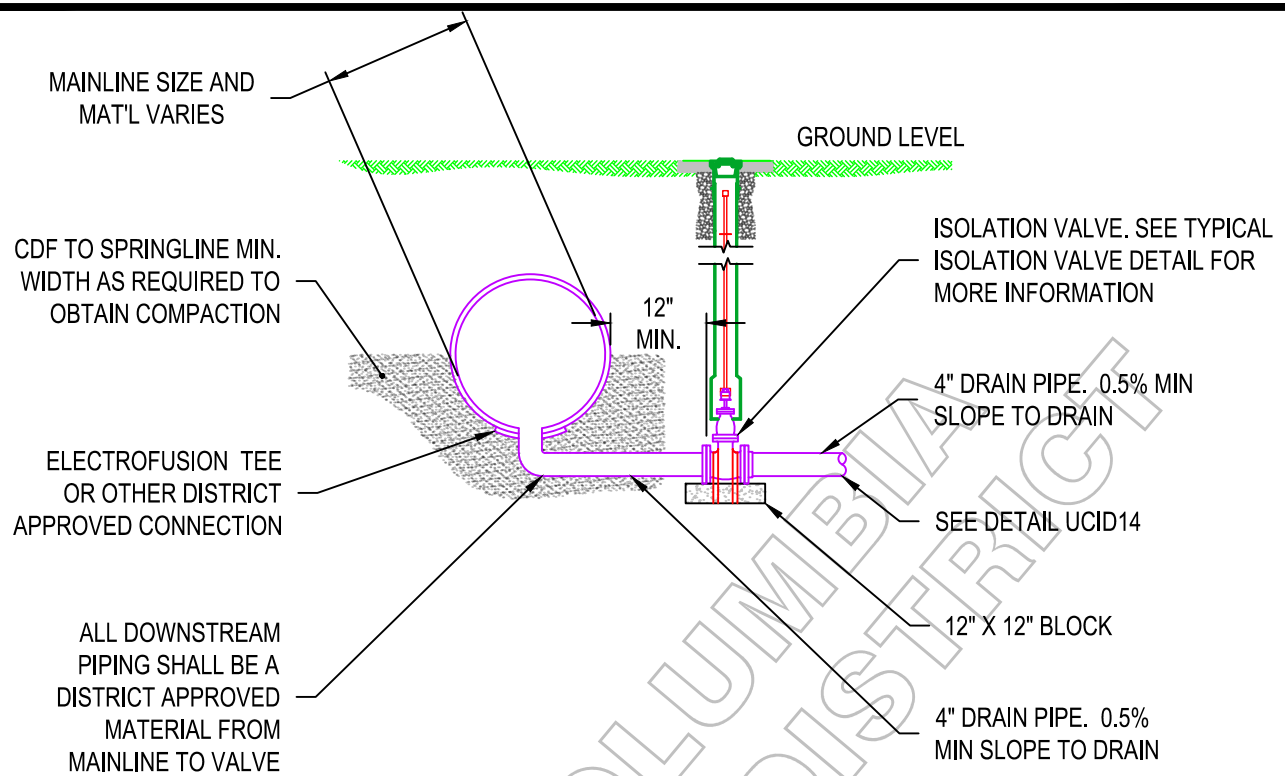 MAINLINE SIZE AND
MAT'L VARIES
GROUND LEVEL
CDF TO SPRINGLINE MIN.
WIDTH AS REQUIRED TO
OBTAIN COMPACTION
12"
MIN.
ISOLATION VALVE. SEE TYPICAL
ISOLATION VALVE DETAIL FOR
MORE INFORMATION
4" DRAIN PIPE. 0.5% MIN
SLOPE TO DRAIN
ELECTROFUSION TEE
OR OTHER DISTRICT
APPROVED CONNECTION
SEE DETAIL UCID14
12" X 12" BLOCK
ALL DOWNSTREAM
PIPING SHALL BE A
DISTRICT APPROVED
MATERIAL FROM
MAINLINE TO VALVE
4" DRAIN PIPE. 0.5%
MIN SLOPE TO DRAIN
OLUMBIA
DISTRICT